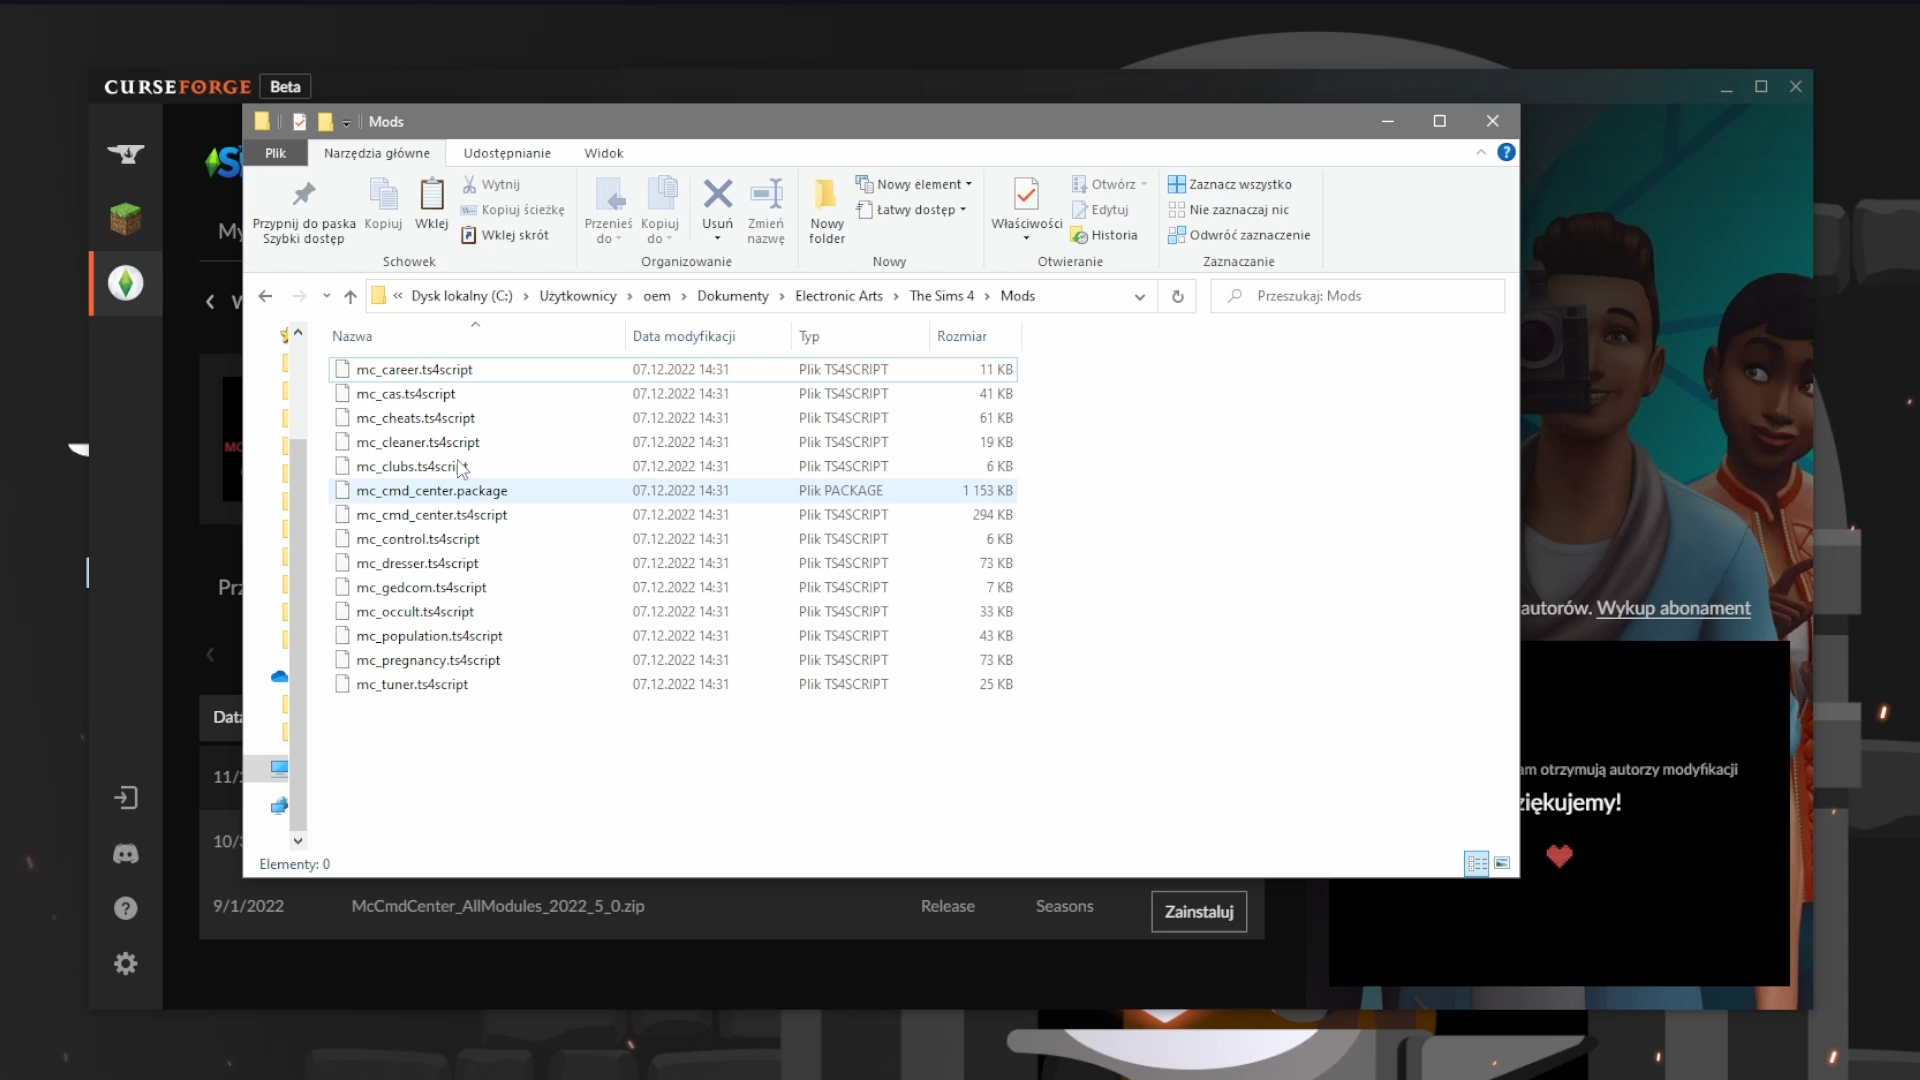 CURSEFORGE Beta
Mods
Plik Narzędzia główne Udostępnianie Widok
Przypnij do paska Szybki dostęp
Kopiuj
Wklej
Wytnij
Kopiuj ścieżkę
Wklej skrót
Schowek
Przenieś do
Kopiuj do
Usuń
Zmień nazwę
Organizowanie
Nowy folder
Nowy element
Łatwy dostęp
Nowy
Właściwości
Otwórz
Edytuj
Historia
Otwieranie
Zaznacz wszystko
Nie zaznaczaj nic
Odwróć zaznaczenie
Zaznaczanie
« Dysk lokalny (C:) › Użytkownicy › oem › Dokumenty › Electronic Arts › The Sims 4 › Mods
Przeszukaj: Mods
Nazwa Data modyfikacji Typ Rozmiar
mc_career.ts4script 07.12.2022 14:31 Plik TS4SCRIPT 11 KB
mc_cas.ts4script 07.12.2022 14:31 Plik TS4SCRIPT 41 KB
mc_cheats.ts4script 07.12.2022 14:31 Plik TS4SCRIPT 61 KB
mc_cleaner.ts4script 07.12.2022 14:31 Plik TS4SCRIPT 19 KB
mc_clubs.ts4script 07.12.2022 14:31 Plik TS4SCRIPT 6 KB
mc_cmd_center.package 07.12.2022 14:31 Plik PACKAGE 1 153 KB
mc_cmd_center.ts4script 07.12.2022 14:31 Plik TS4SCRIPT 294 KB
mc_control.ts4script 07.12.2022 14:31 Plik TS4SCRIPT 6 KB
mc_dresser.ts4script 07.12.2022 14:31 Plik TS4SCRIPT 73 KB
mc_gedcom.ts4script 07.12.2022 14:31 Plik TS4SCRIPT 7 KB
mc_occult.ts4script 07.12.2022 14:31 Plik TS4SCRIPT 33 KB
mc_population.ts4script 07.12.2022 14:31 Plik TS4SCRIPT 43 KB
mc_pregnancy.ts4script 07.12.2022 14:31 Plik TS4SCRIPT 73 KB
mc_tuner.ts4script 07.12.2022 14:31 Plik TS4SCRIPT 25 KB
Elementy: 0
My
Prz
Data
11/
10/3
autorów. Wykup abonament
am otrzymują autorzy modyfikacji
ziękujemy!
9/1/2022 McCmdCenter_AllModules_2022_5_0.zip Release Seasons Zainstaluj